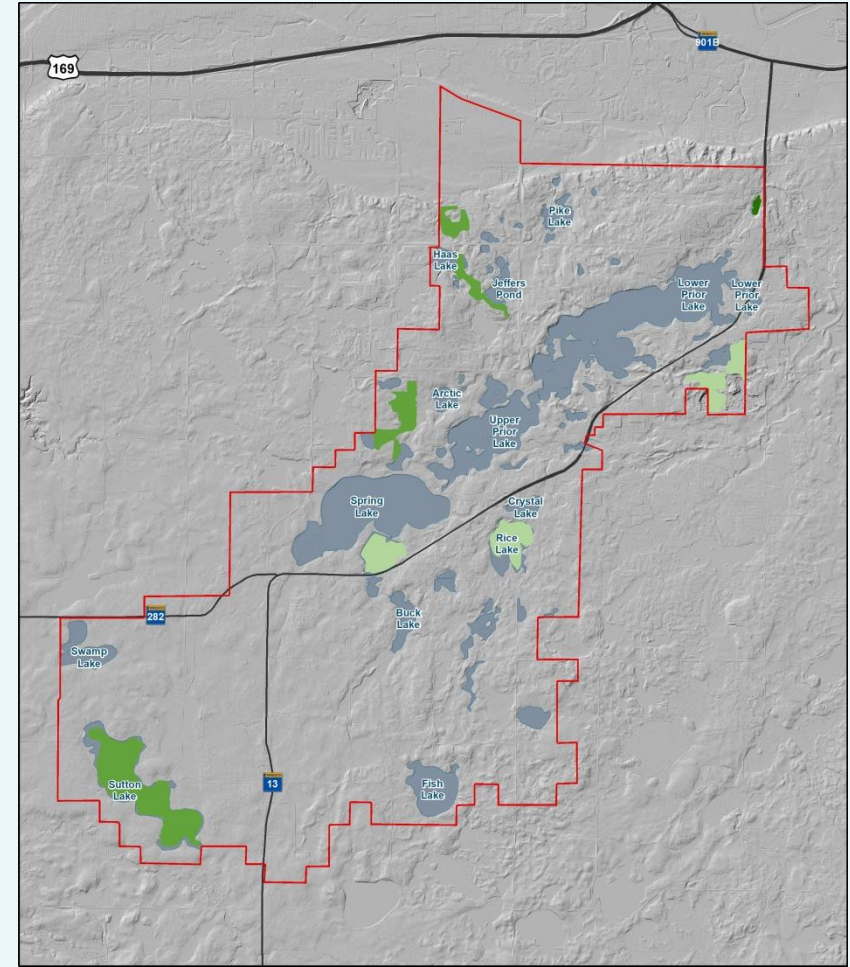 901B
169
Pike
Lake
Haas
Lake
Jeffers
Pond
Lower
Prior
Lake
Lower
Prior
Lake
Arctic
Lake
Upper
Prior
Lake
Spring
Lake
Crystal
Lake
Rice
Lake
Buck
Lake
282
Swamp
Lake
Sutton
Lake
13
Fish
Lake